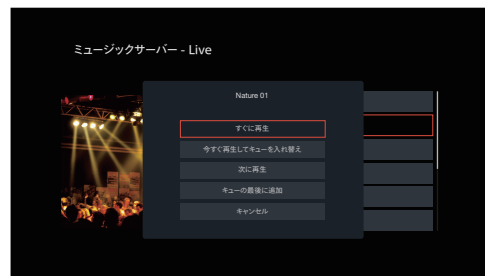 ミュージックサーバー - Live
Nature 01
すぐに再生
今すぐ再生してキューを入れ替え
次に再生
キューの最後に追加
キャンセル